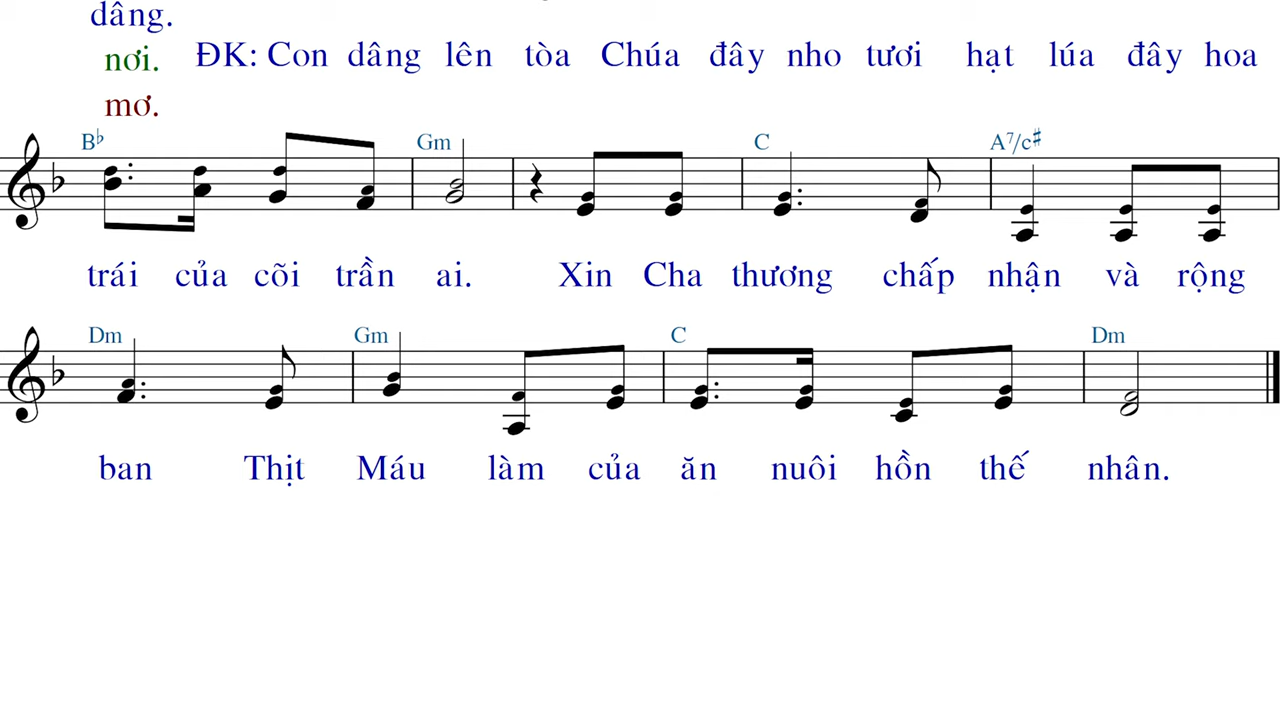 dâng.
nơi. ĐK: Con dâng lên tòa Chúa đây nho tươi hạt lúa đây hoa
mơ.
B♭ Gm C A7/c♯
trái của cõi trần ai. Xin Cha thương chấp nhận và rộng
Dm Gm C Dm
ban Thịt Máu làm của ăn nuôi hồn thế nhân.